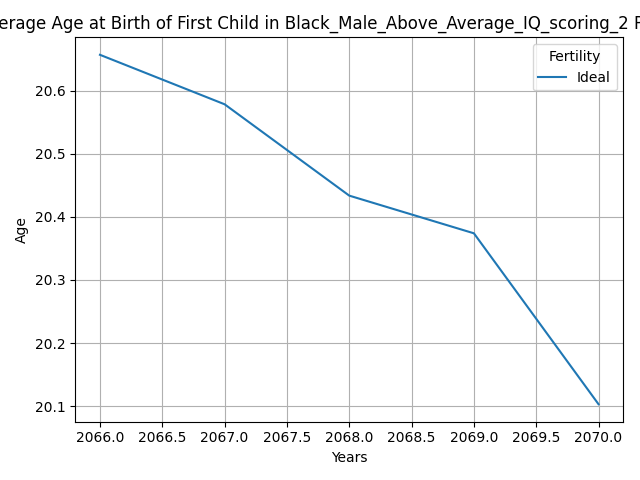 erage Age at Birth of First Child in Black_Male_Above_Average_IQ_scoring_2
Fertility
Ideal
20.6
20.5
20.4
20.3
20.2
20.1
Age
2066.0 2066.5 2067.0 2067.5 2068.0 2068.5 2069.0 2069.5 2070.0
Years